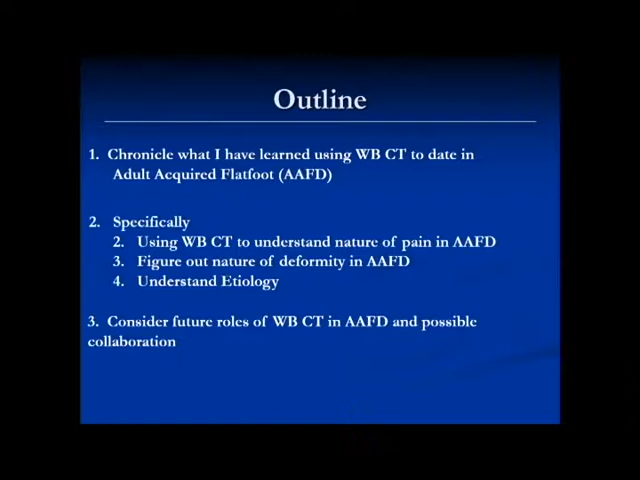 Outline
1. Chronicle what I have learned using WB CT to date in
Adult Acquired Flatfoot (AAFD)
2. Specifically
2. Using WB CT to understand nature of pain in AAFD
3. Figure out nature of deformity in AAFD
4. Understand Etiology
3. Consider future roles of WB CT in AAFD and possible
collaboration